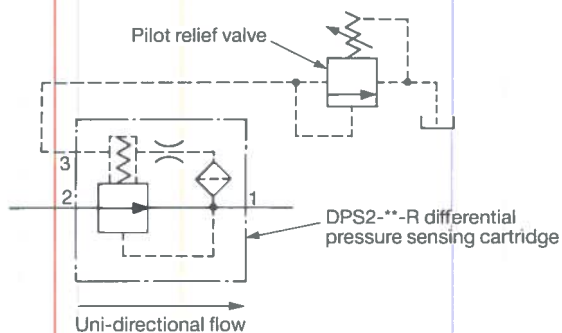 Pilot relief valve
3
2
1
DPS2-**-R differential
pressure sensing cartridge
Uni-directional flow